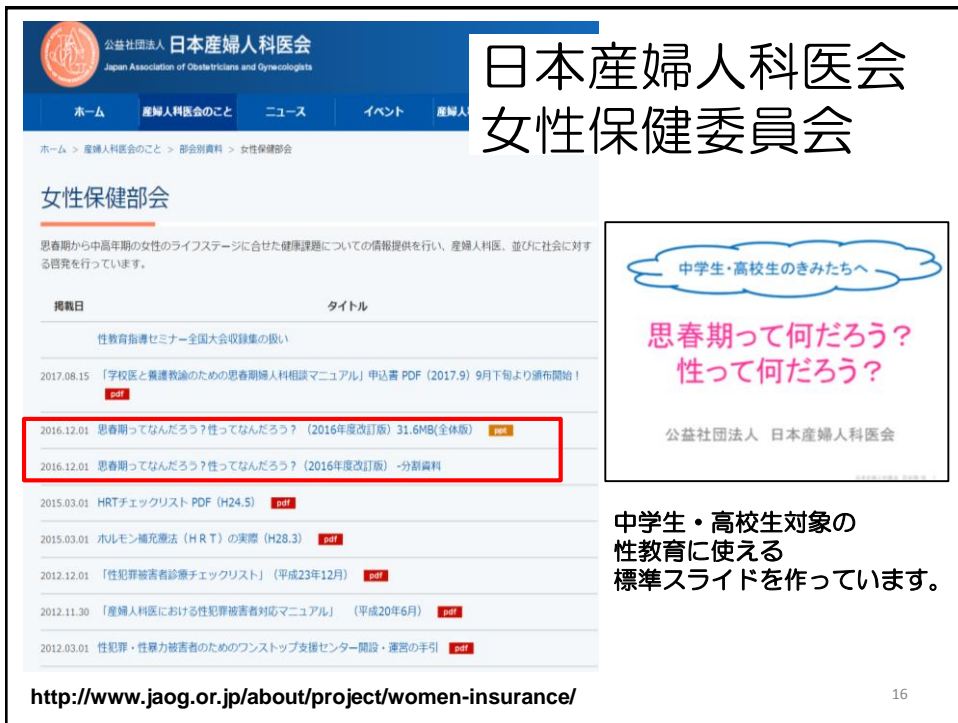 公益社団法人 日本産婦人科医会
Japan Association of Obstetricians and Gynecologists
日本産婦人科医会
女性保健委員会
ホーム 産婦人科医会のこと ニュース イベント 産婦人
ホーム > 産婦人科医会のこと > 部会別資料 > 女性保健部会
女性保健部会
思春期から中高年期の女性のライフステージに合せた健康課題についての情報提供を行い、産婦人科医、並びに社会に対す
る啓発を行っています。
掲載日 タイトル
性教育指導セミナー全国大会収録集の扱い
2017.08.15 「学校医と養護教諭のための思春期婦人科相談マニュアル」申込書 PDF（2017.9）9月下旬より頒布開始！
pdf
2016.12.01 思春期ってなんだろう？性ってなんだろう？（2016年度改訂版）31.6MB(全体版) ppt
2016.12.01 思春期ってなんだろう？性ってなんだろう？（2016年度改訂版）-分割資料
2015.03.01 HRTチェックリスト PDF（H24.5） pdf
2015.03.01 ホルモン補充療法（ＨＲＴ）の実際（H28.3） pdf
2012.12.01 「性犯罪被害者診療チェックリスト」（平成23年12月） pdf
2012.11.30 「産婦人科医における性犯罪被害者対応マニュアル」（平成20年6月） pdf
2012.03.01 性犯罪・性暴力被害者のためのワンストップ支援センター開設・運営の手引 pdf
中学生・高校生のきみたちへ
思春期って何だろう？
性って何だろう？
公益社団法人 日本産婦人科医会
中学生・高校生対象の
性教育に使える
標準スライドを作っています。
http://www.jaog.or.jp/about/project/women-insurance/
16